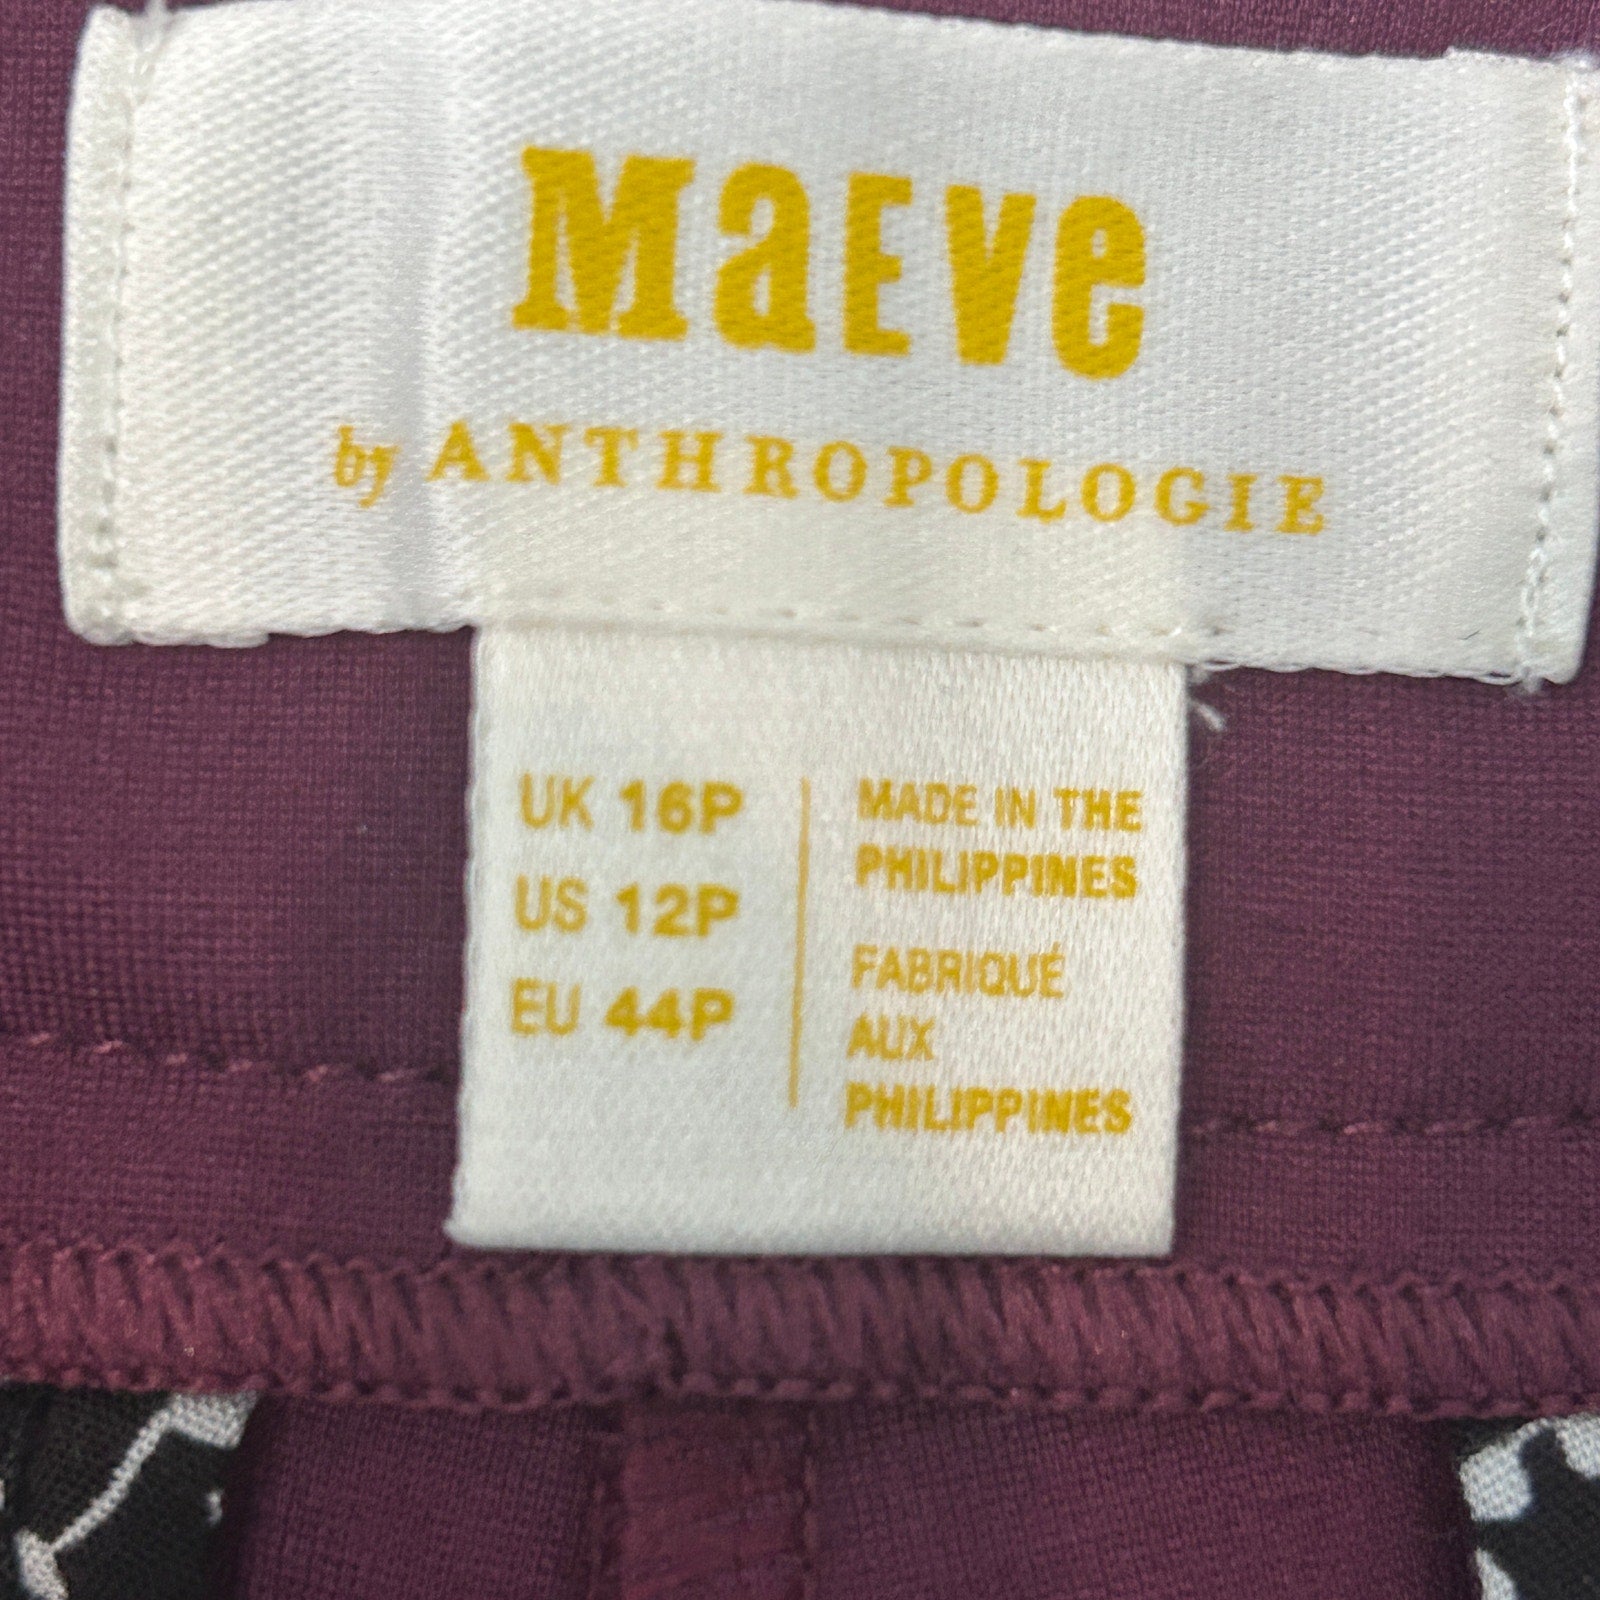 Maeve
by ANTHROPOLOGIE
UK 16P
US 12P
EU 44P
MADE IN THE
PHILIPPINES
FABRIQUÉ
AUX
PHILIPPINES